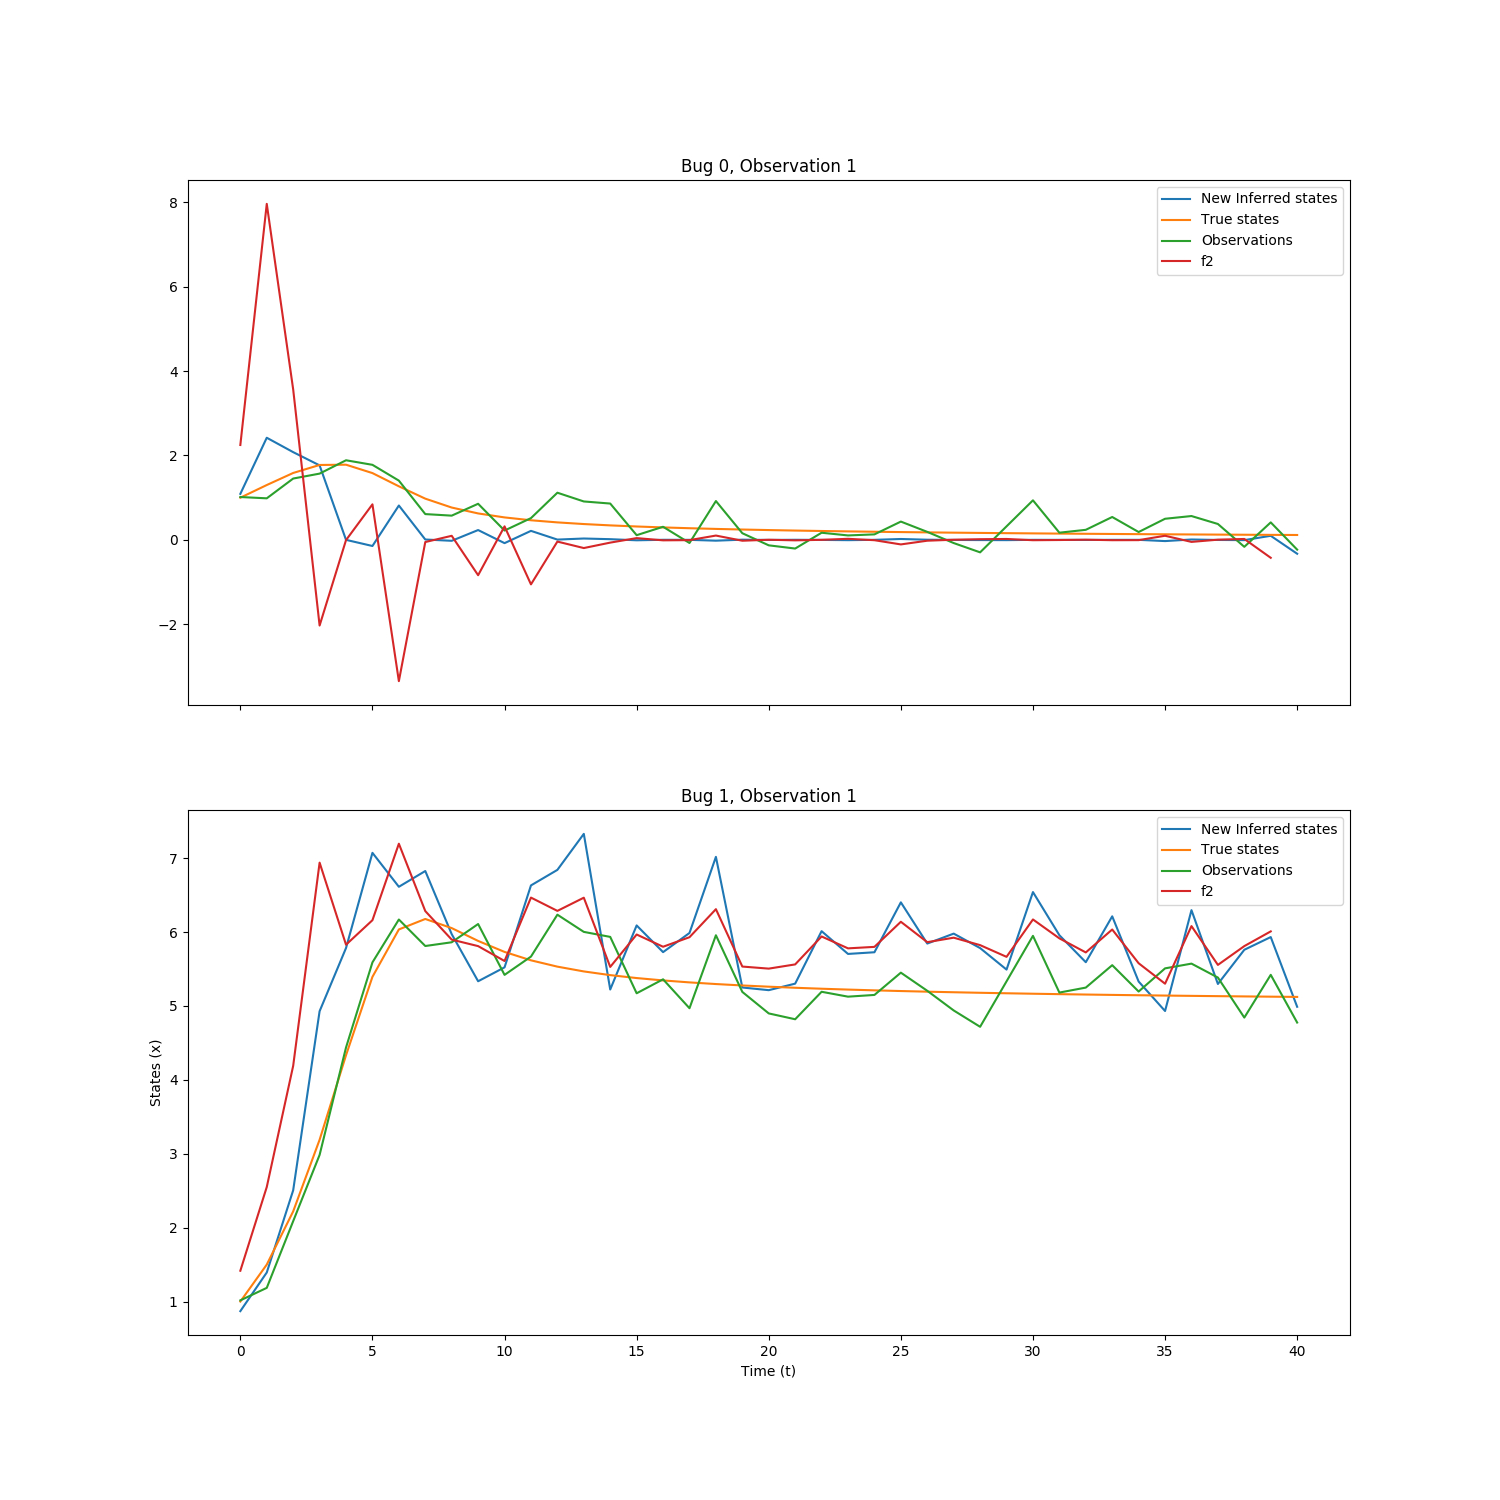 Bug 0, Observation 1
New Inferred states
True states
Observations
f2
8
6
4
2
0
−2
Bug 1, Observation 1
New Inferred states
True states
Observations
f2
7
6
5
4
3
2
1
States (x)
0 5 10 15 20 25 30 35 40
Time (t)